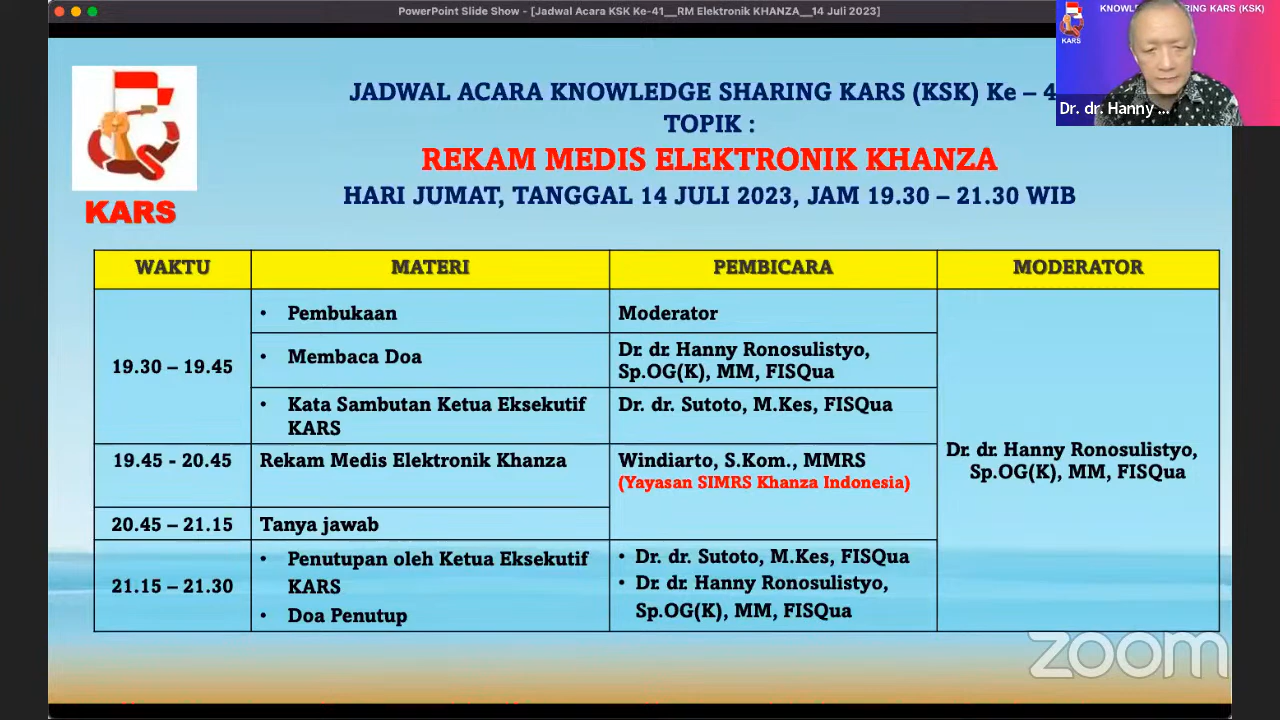 PowerPoint Slide Show - [Jadwal Acara KSK Ke-41__RM Elektronik KHANZA__14 Juli 2023]
KNOWLEDGE SHARING KARS (KSK)
KARS
Dr. dr. Hanny ...
JADWAL ACARA KNOWLEDGE SHARING KARS (KSK) Ke – 4
TOPIK :
REKAM MEDIS ELEKTRONIK KHANZA
HARI JUMAT, TANGGAL 14 JULI 2023, JAM 19.30 – 21.30 WIB
KARS
WAKTU MATERI PEMBICARA MODERATOR
19.30 – 19.45
• Pembukaan
Moderator
• Membaca Doa
Dr. dr. Hanny Ronosulistyo,
Sp.OG(K), MM, FISQua
• Kata Sambutan Ketua Eksekutif
KARS
Dr. dr. Sutoto, M.Kes, FISQua
19.45 - 20.45
Rekam Medis Elektronik Khanza
Windiarto, S.Kom., MMRS
(Yayasan SIMRS Khanza Indonesia)
20.45 – 21.15
Tanya jawab
21.15 – 21.30
• Penutupan oleh Ketua Eksekutif
KARS
• Doa Penutup
• Dr. dr. Sutoto, M.Kes, FISQua
• Dr. dr. Hanny Ronosulistyo,
Sp.OG(K), MM, FISQua
Dr. dr. Hanny Ronosulistyo,
Sp.OG(K), MM, FISQua
zoom